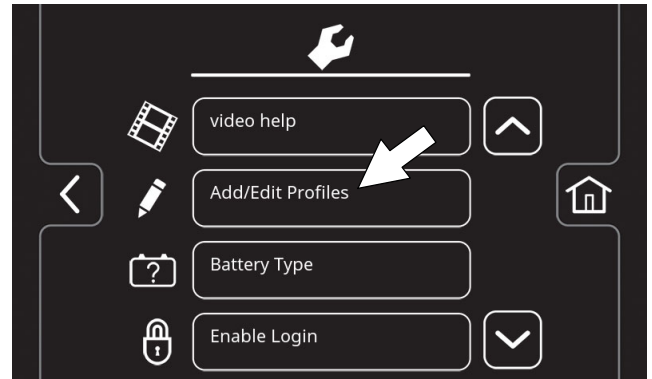 video help
Add/Edit Profiles
Battery Type
?
Enable Login